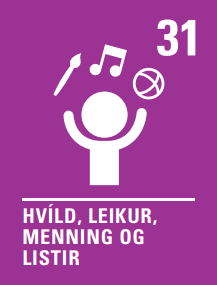 31
HVÍLD, LEIKUR,
MENNING OG
LISTIR